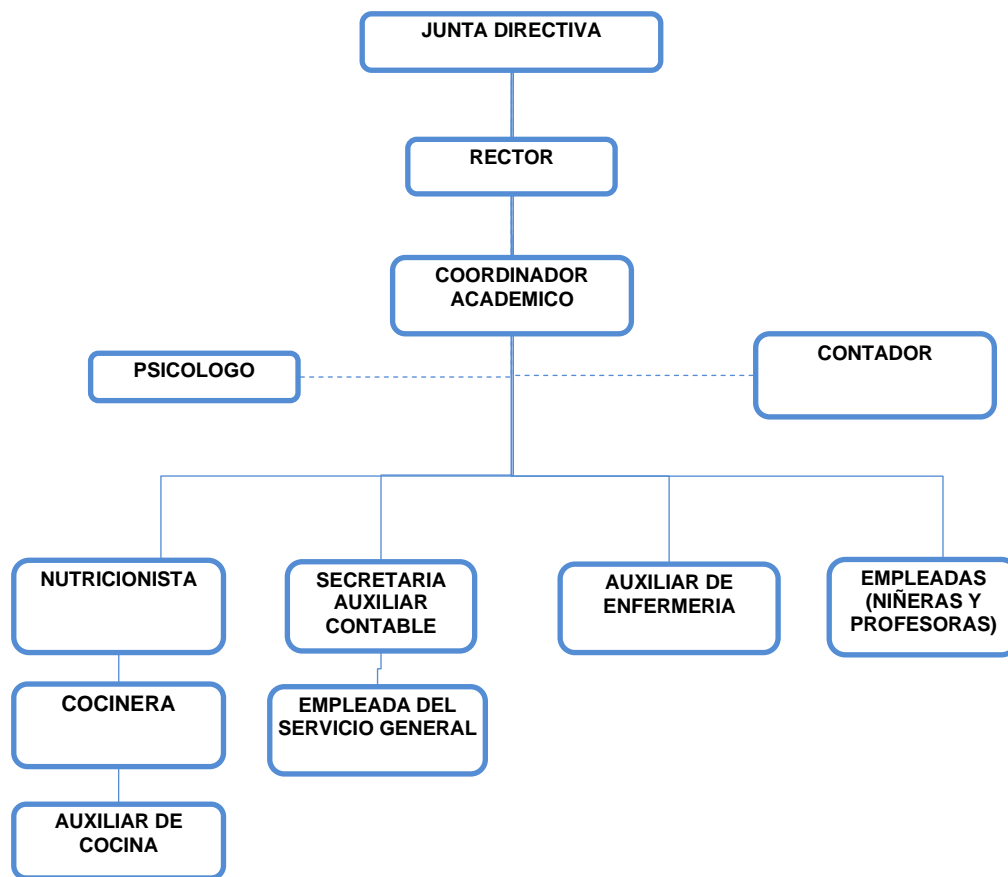 JUNTA DIRECTIVA
RECTOR
COORDINADOR
ACADEMICO
PSICOLOGO
CONTADOR
NUTRICIONISTA
SECRETARIA
AUXILIAR
CONTABLE
AUXILIAR DE
ENFERMERIA
EMPLEADAS
(NIÑERAS Y
PROFESORAS)
COCINERA
EMPLEADA DEL
SERVICIO GENERAL
AUXILIAR DE
COCINA